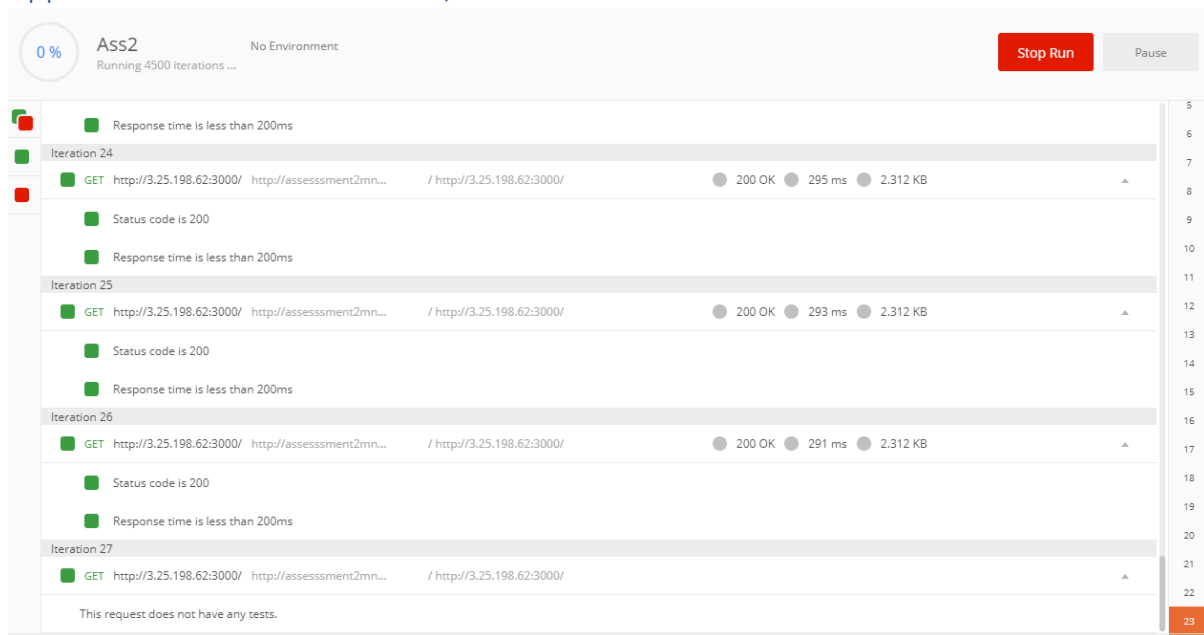 0 %
Ass2
No Environment
Running 4500 iterations ...
Stop Run
Pause
Response time is less than 200ms
Iteration 24
GET http://3.25.198.62:3000/ http://assesssment2mn... / http://3.25.198.62:3000/ 200 OK 295 ms 2.312 KB
Status code is 200
Response time is less than 200ms
Iteration 25
GET http://3.25.198.62:3000/ http://assesssment2mn... / http://3.25.198.62:3000/ 200 OK 293 ms 2.312 KB
Status code is 200
Response time is less than 200ms
Iteration 26
GET http://3.25.198.62:3000/ http://assesssment2mn... / http://3.25.198.62:3000/ 200 OK 291 ms 2.312 KB
Status code is 200
Response time is less than 200ms
Iteration 27
GET http://3.25.198.62:3000/ http://assesssment2mn... / http://3.25.198.62:3000/
This request does not have any tests.
5
6
7
8
9
10
11
12
13
14
15
16
17
18
19
20
21
22
23